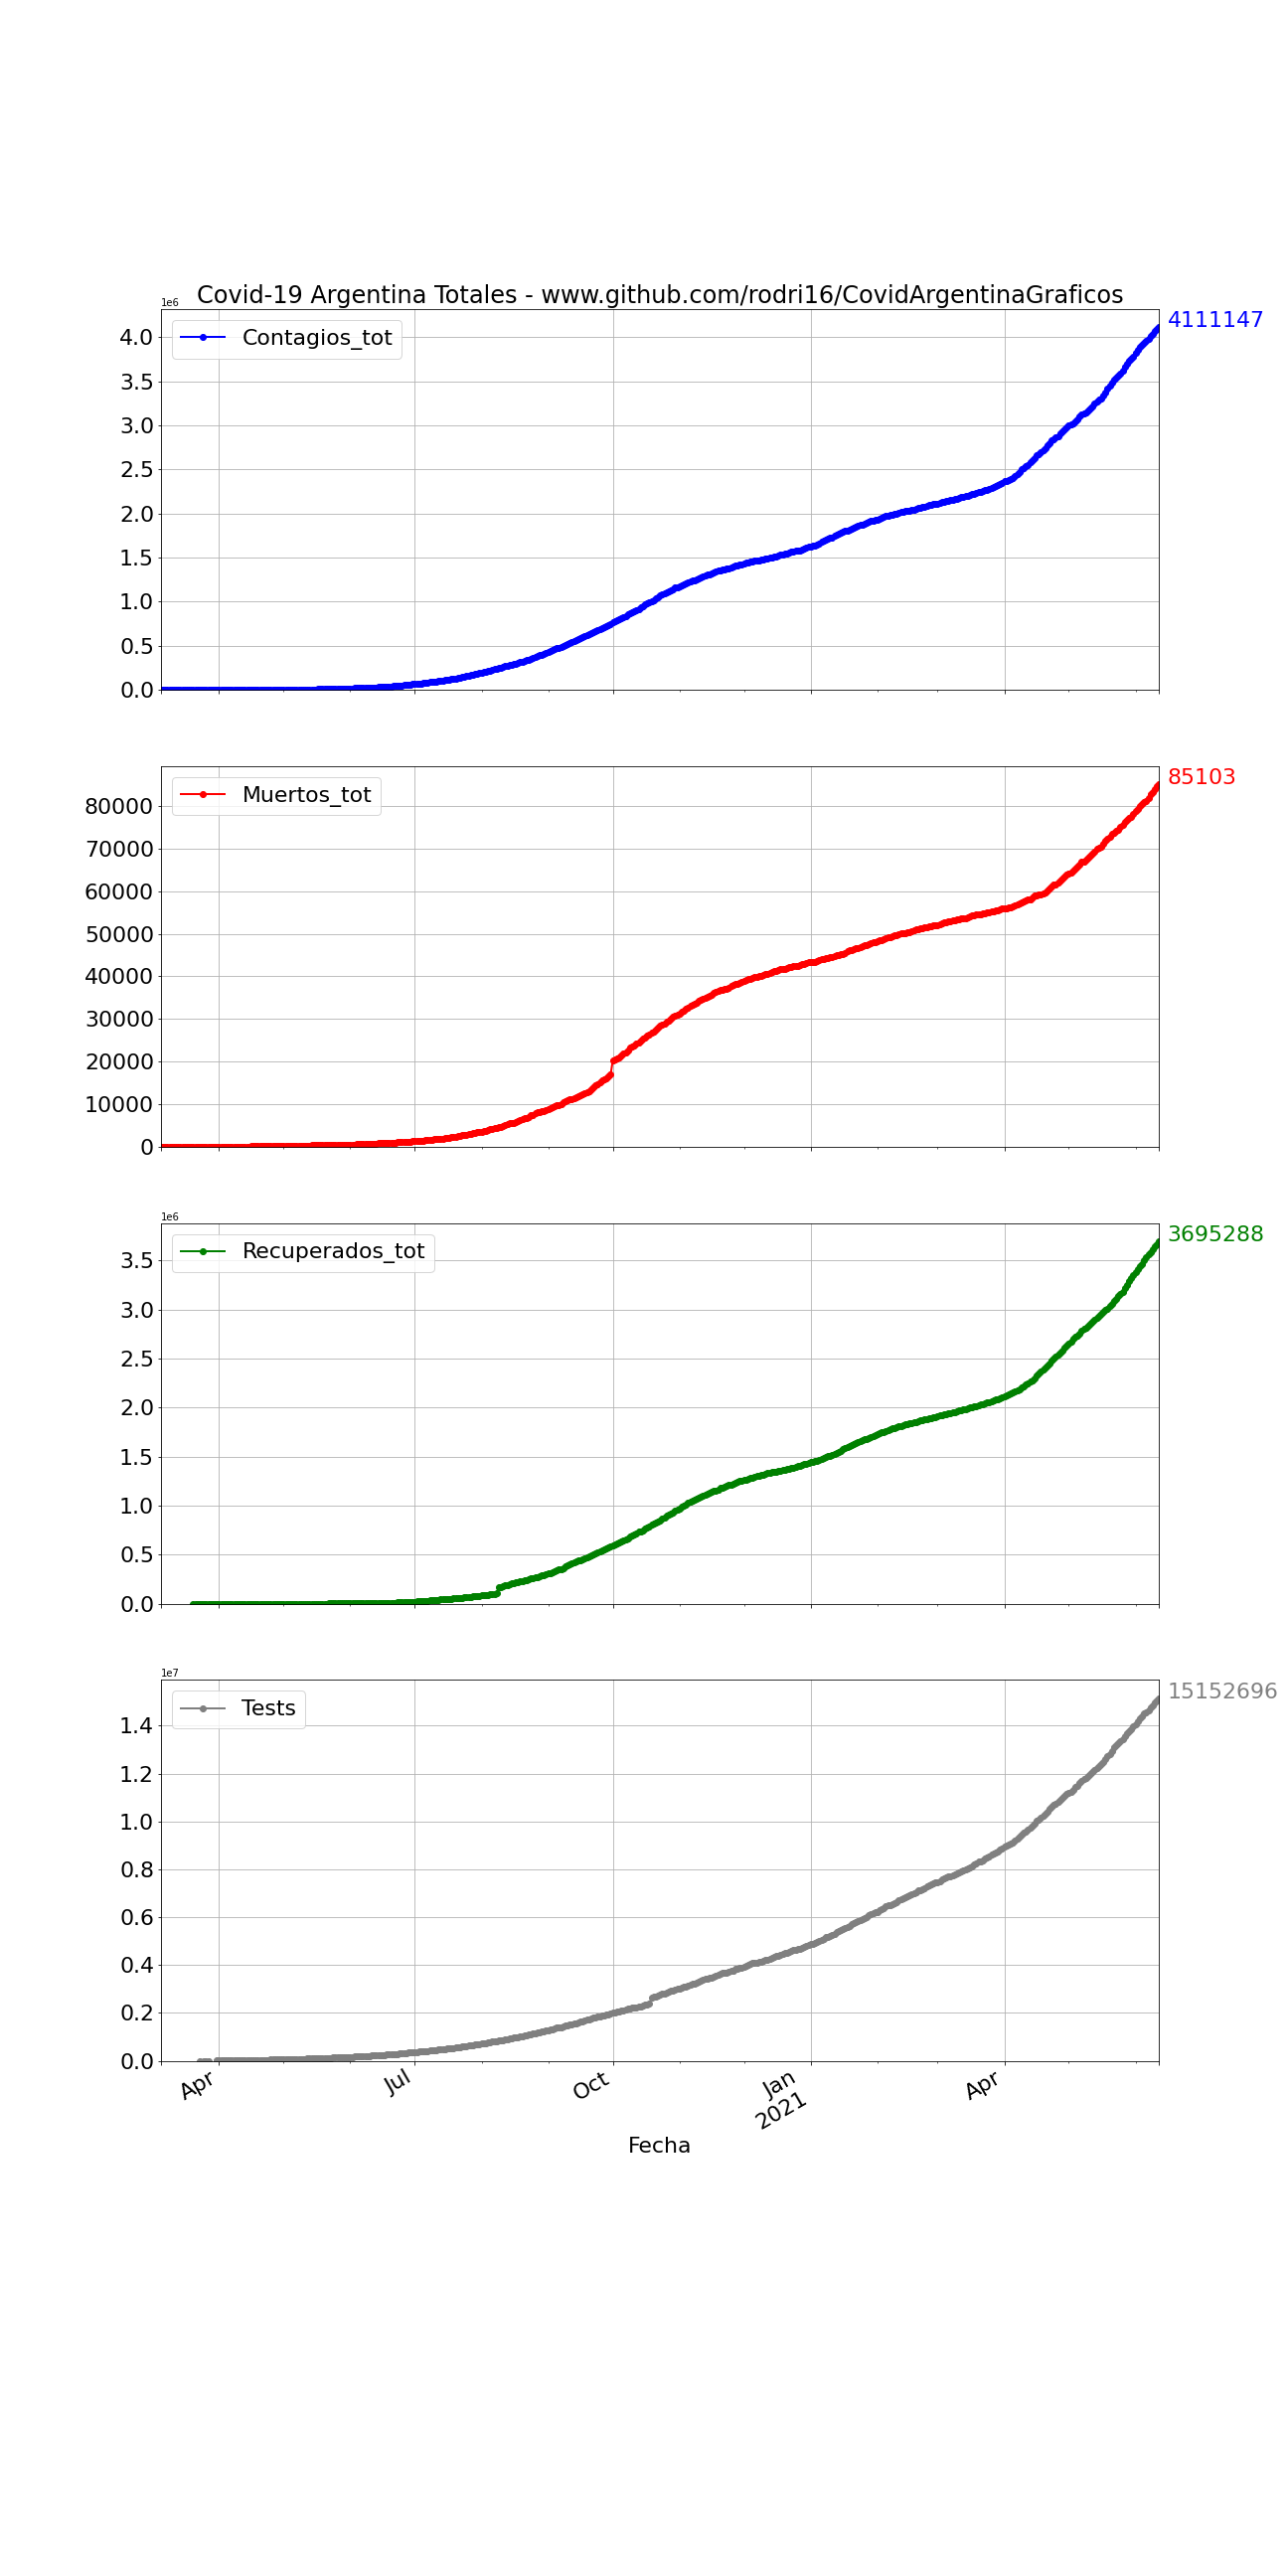 Covid-19 Argentina Totales - www.github.com/rodri16/CovidArgentinaGraficos
1e6
4111147
Contagios_tot
4.0
3.5
3.0
2.5
2.0
1.5
1.0
0.5
0.0
85103
Muertos_tot
80000
70000
60000
50000
40000
30000
20000
10000
0
1e6
3695288
Recuperados_tot
3.5
3.0
2.5
2.0
1.5
1.0
0.5
0.0
1e7
15152696
Tests
1.4
1.2
1.0
0.8
0.6
0.4
0.2
0.0
Apr
Jul
Oct
Jan
2021
Apr
Fecha